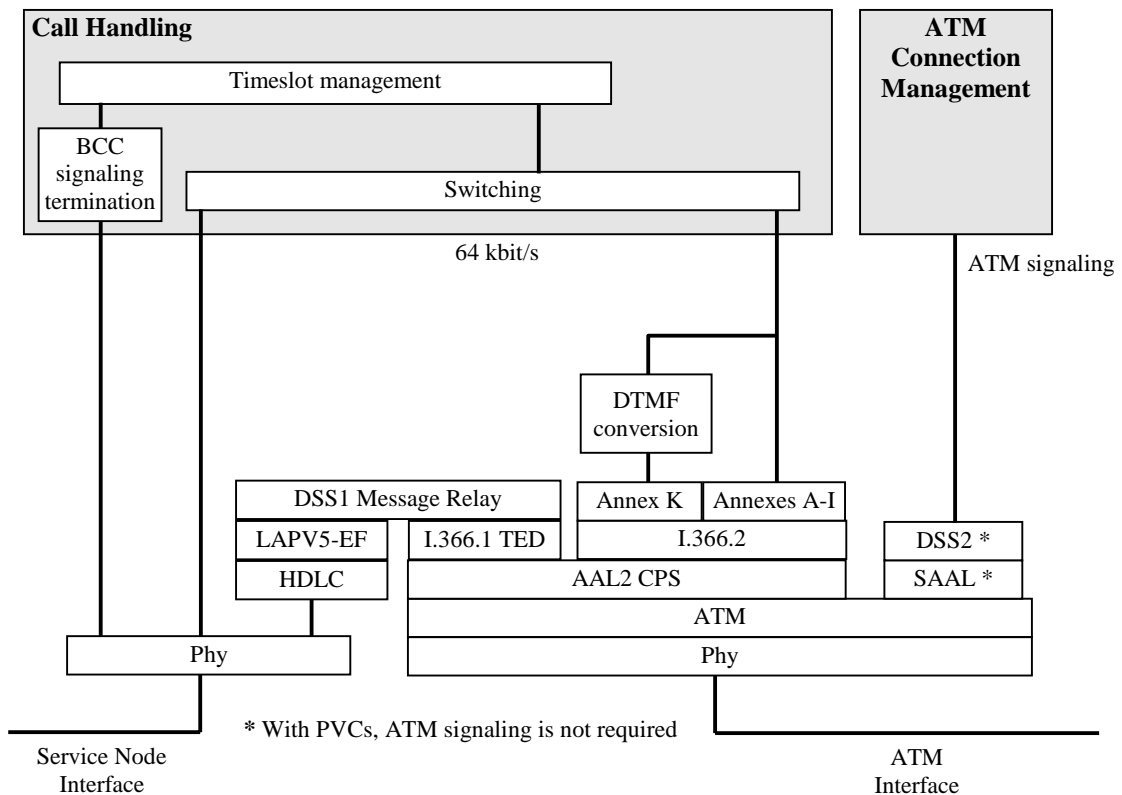 Call Handling
ATM
Connection
Management
Timeslot management
BCC
signaling
termination
Switching
64 kbit/s
ATM signaling
DTMF
conversion
DSS1 Message Relay
Annex K
Annexes A-I
LAPV5-EF
I.366.1 TED
I.366.2
DSS2 *
HDLC
AAL2 CPS
SAAL *
ATM
Phy
Phy
* With PVCs, ATM signaling is not required
Service Node
Interface
ATM
Interface